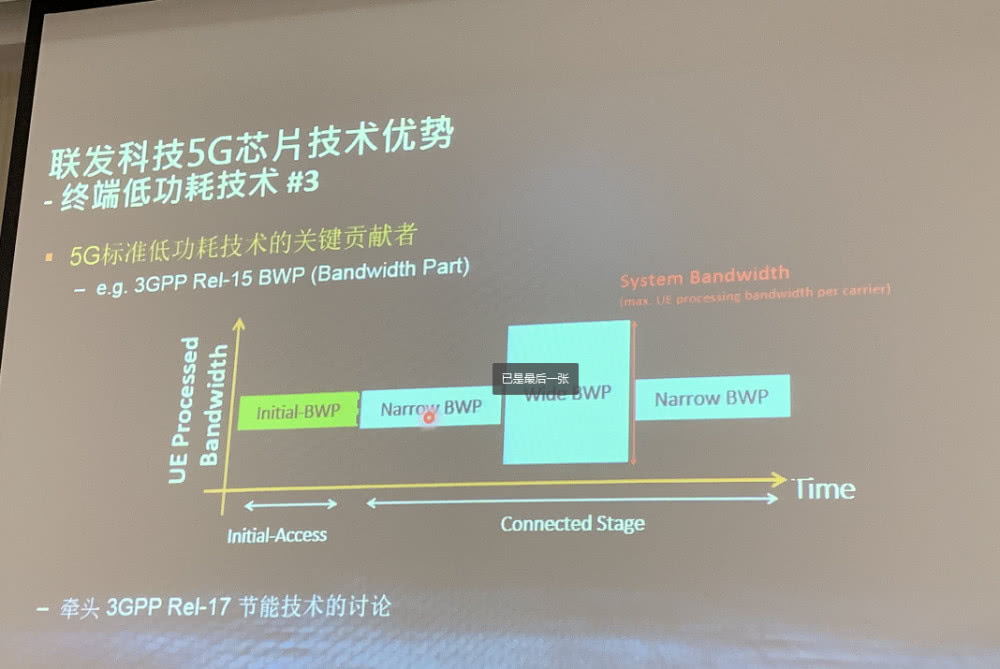 联发科技5G芯片技术优势
- 终端低功耗技术 #3
▪ 5G标准低功耗技术的关键贡献者
– e.g. 3GPP Rel-15 BWP (Bandwidth Part)
System Bandwidth
(max. UE processing bandwidth per carrier)
UE Processed
Bandwidth
Initial-BWP
Narrow BWP
已是最后一张
Wide BWP
Narrow BWP
Time
Initial-Access
Connected Stage
– 牵头 3GPP Rel-17 节能技术的讨论